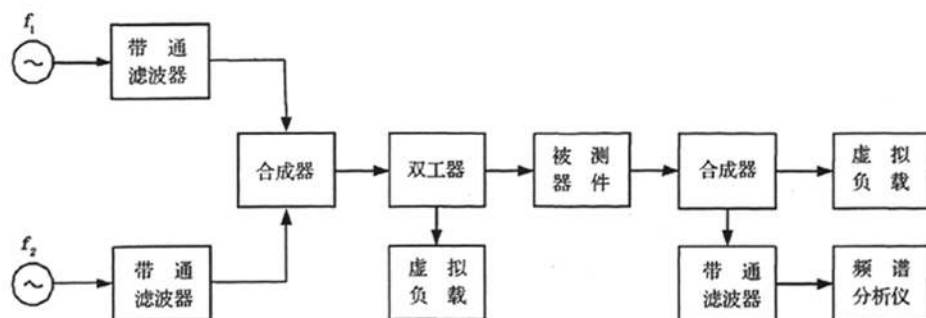 f₁
带 通
滤波器
合成器
双工器
被 测
器 件
合成器
虚拟
负载
f₂
带 通
滤波器
虚拟
负载
带 通
滤波器
频 谱
分析仪